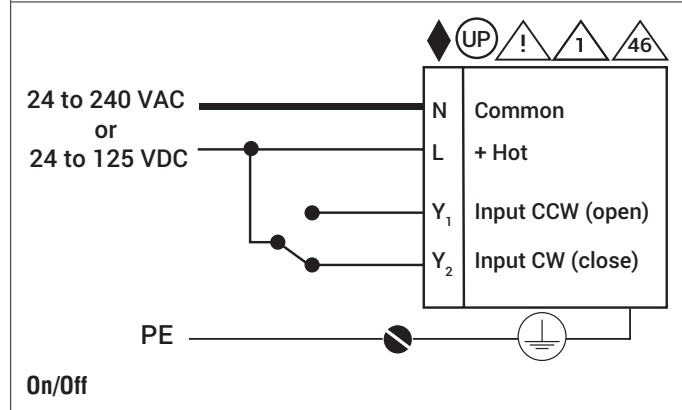 UP ! 1 46
24 to 240 VAC
or
24 to 125 VDC
N Common
L + Hot
Y1 Input CCW (open)
Y2 Input CW (close)
PE
On/Off